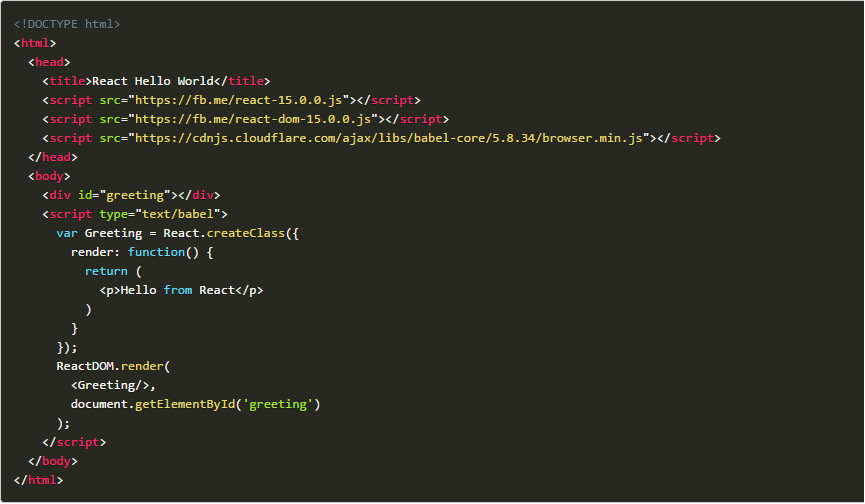 <!DOCTYPE html>
<html>
  <head>
    <title>React Hello World</title>
    <script src="https://fb.me/react-15.0.0.js"></script>
    <script src="https://fb.me/react-dom-15.0.0.js"></script>
    <script src="https://cdnjs.cloudflare.com/ajax/libs/babel-core/5.8.34/browser.min.js"></script>
  </head>
  <body>
    <div id="greeting"></div>
    <script type="text/babel">
      var Greeting = React.createClass({
        render: function() {
          return (
            <p>Hello from React</p>
          )
        }
      });
      ReactDOM.render(
        <Greeting/>,
        document.getElementById('greeting')
      );
    </script>
  </body>
</html>